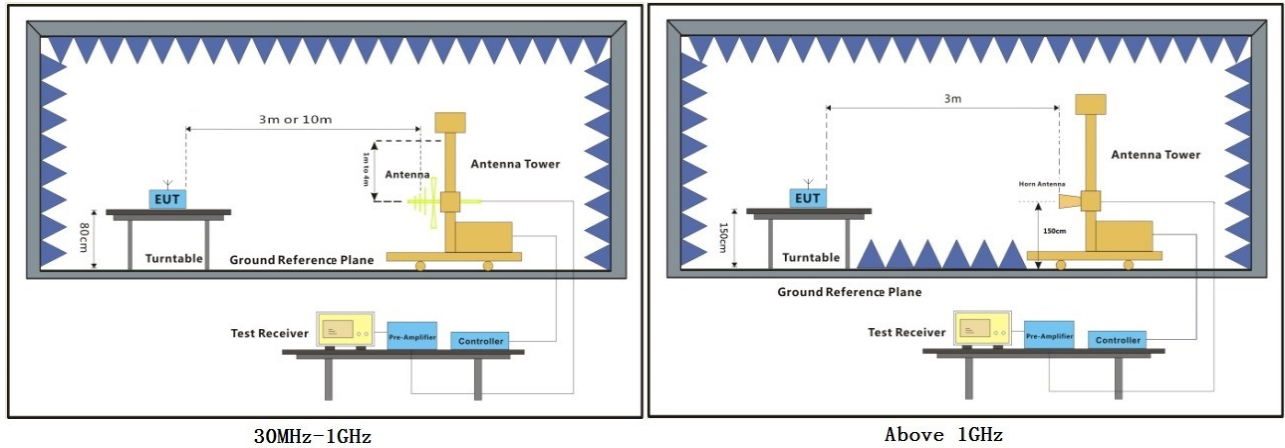 3m or 10m
1m to 4m
Antenna
Antenna Tower
EUT
80cm
Turntable
Ground Reference Plane
Test Receiver
Pre-Amplifier
Controller
30MHz-1GHz
3m
Antenna Tower
Horn Antenna
EUT
150cm
150cm
Turntable
Ground Reference Plane
Test Receiver
Pre-Amplifier
Controller
Above 1GHz